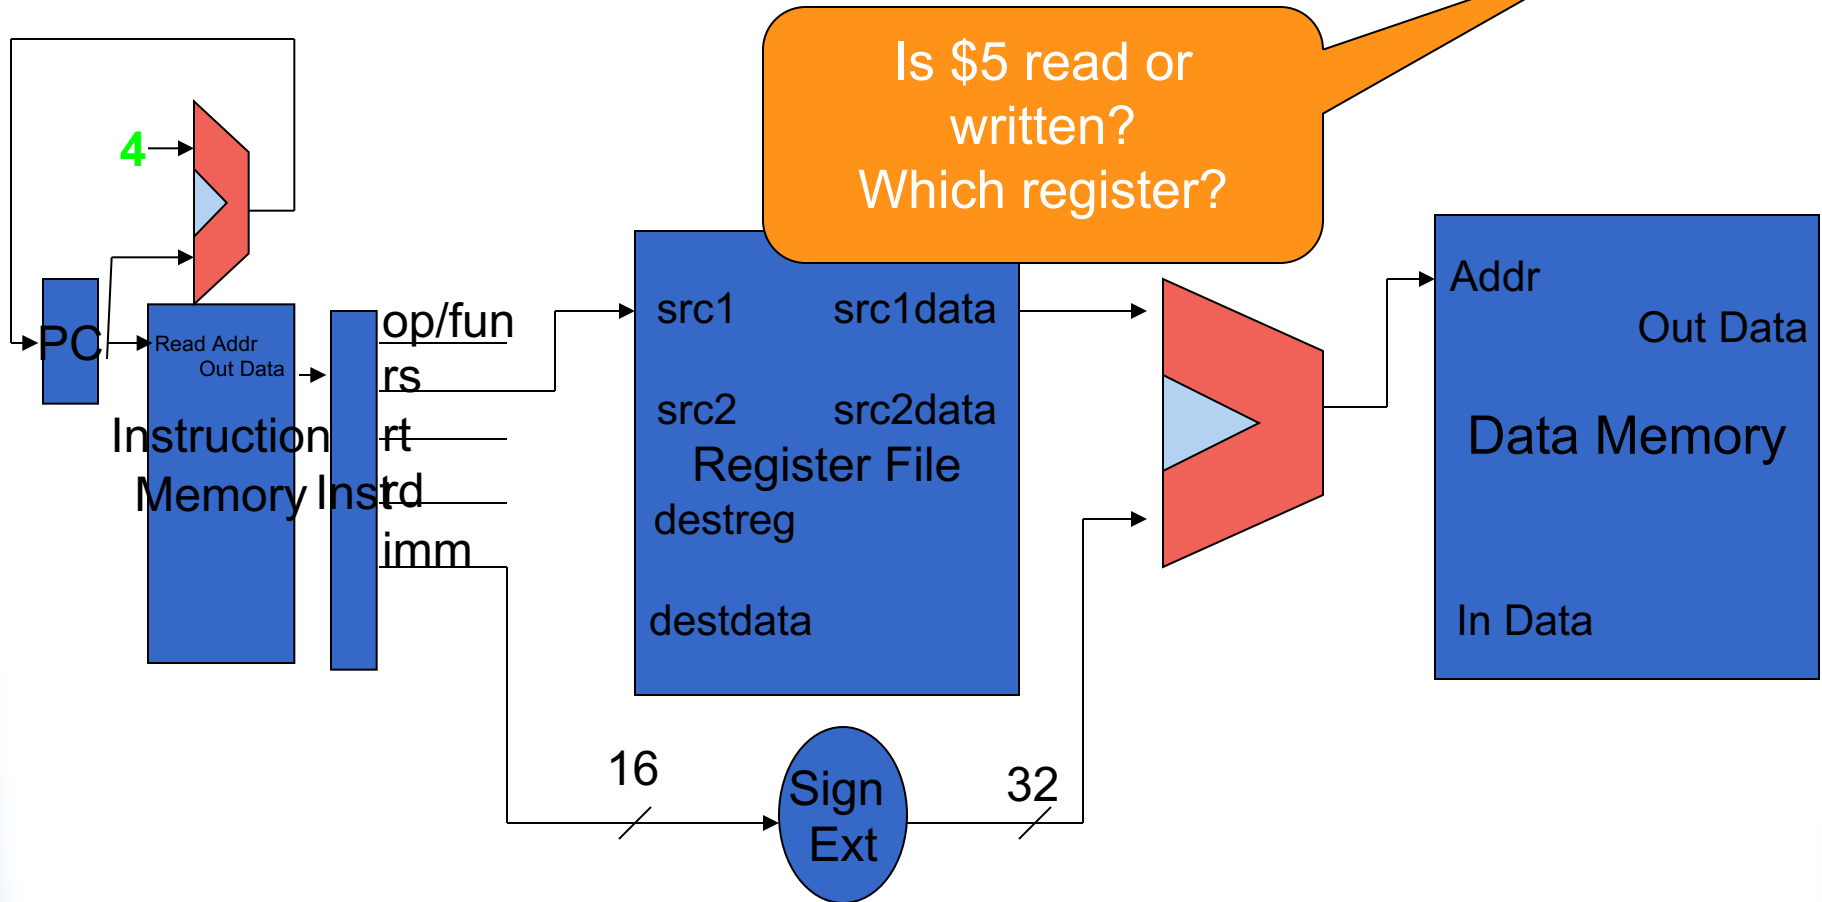 Is $5 read or
written?
Which register?
4
PC
Read Addr
Out Data
Instruction
Memory
Inst
op/fun
rs
rt
rd
imm
src1
src1data
src2
src2data
Register File
destreg
destdata
Addr
Out Data
Data Memory
In Data
16
Sign
Ext
32